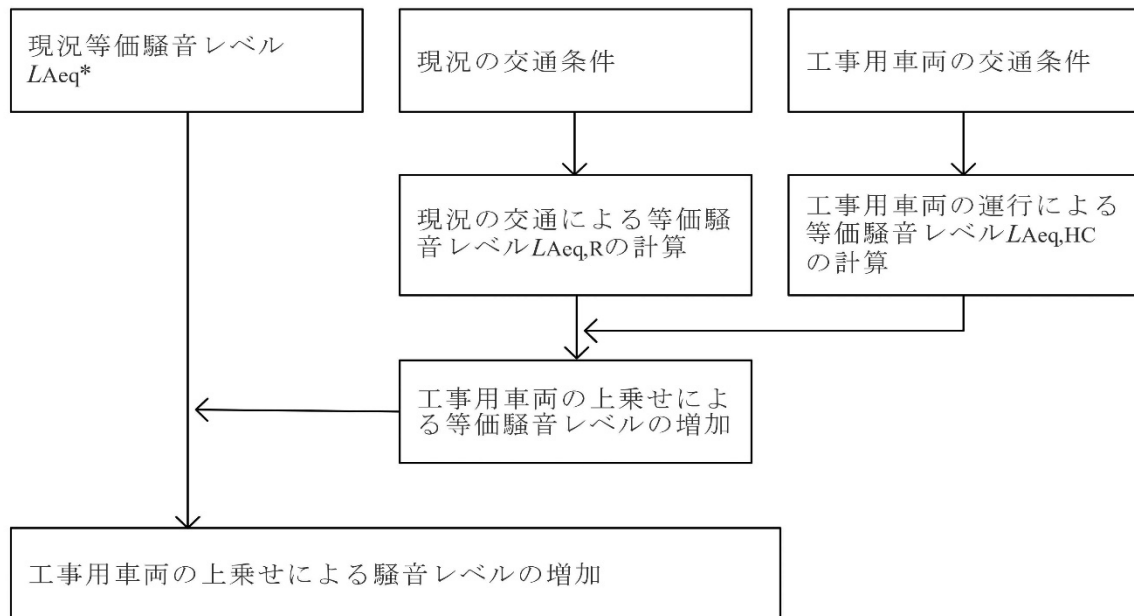 現況等価騒音レベル
LAeq*
現況の交通条件
工事用車両の交通条件
現況の交通による等価騒
音レベルLAeq,Rの計算
工事用車両の運行による
等価騒音レベルLAeq,HC
の計算
工事用車両の上乗せによ
る等価騒音レベルの増加
工事用車両の上乗せによる騒音レベルの増加